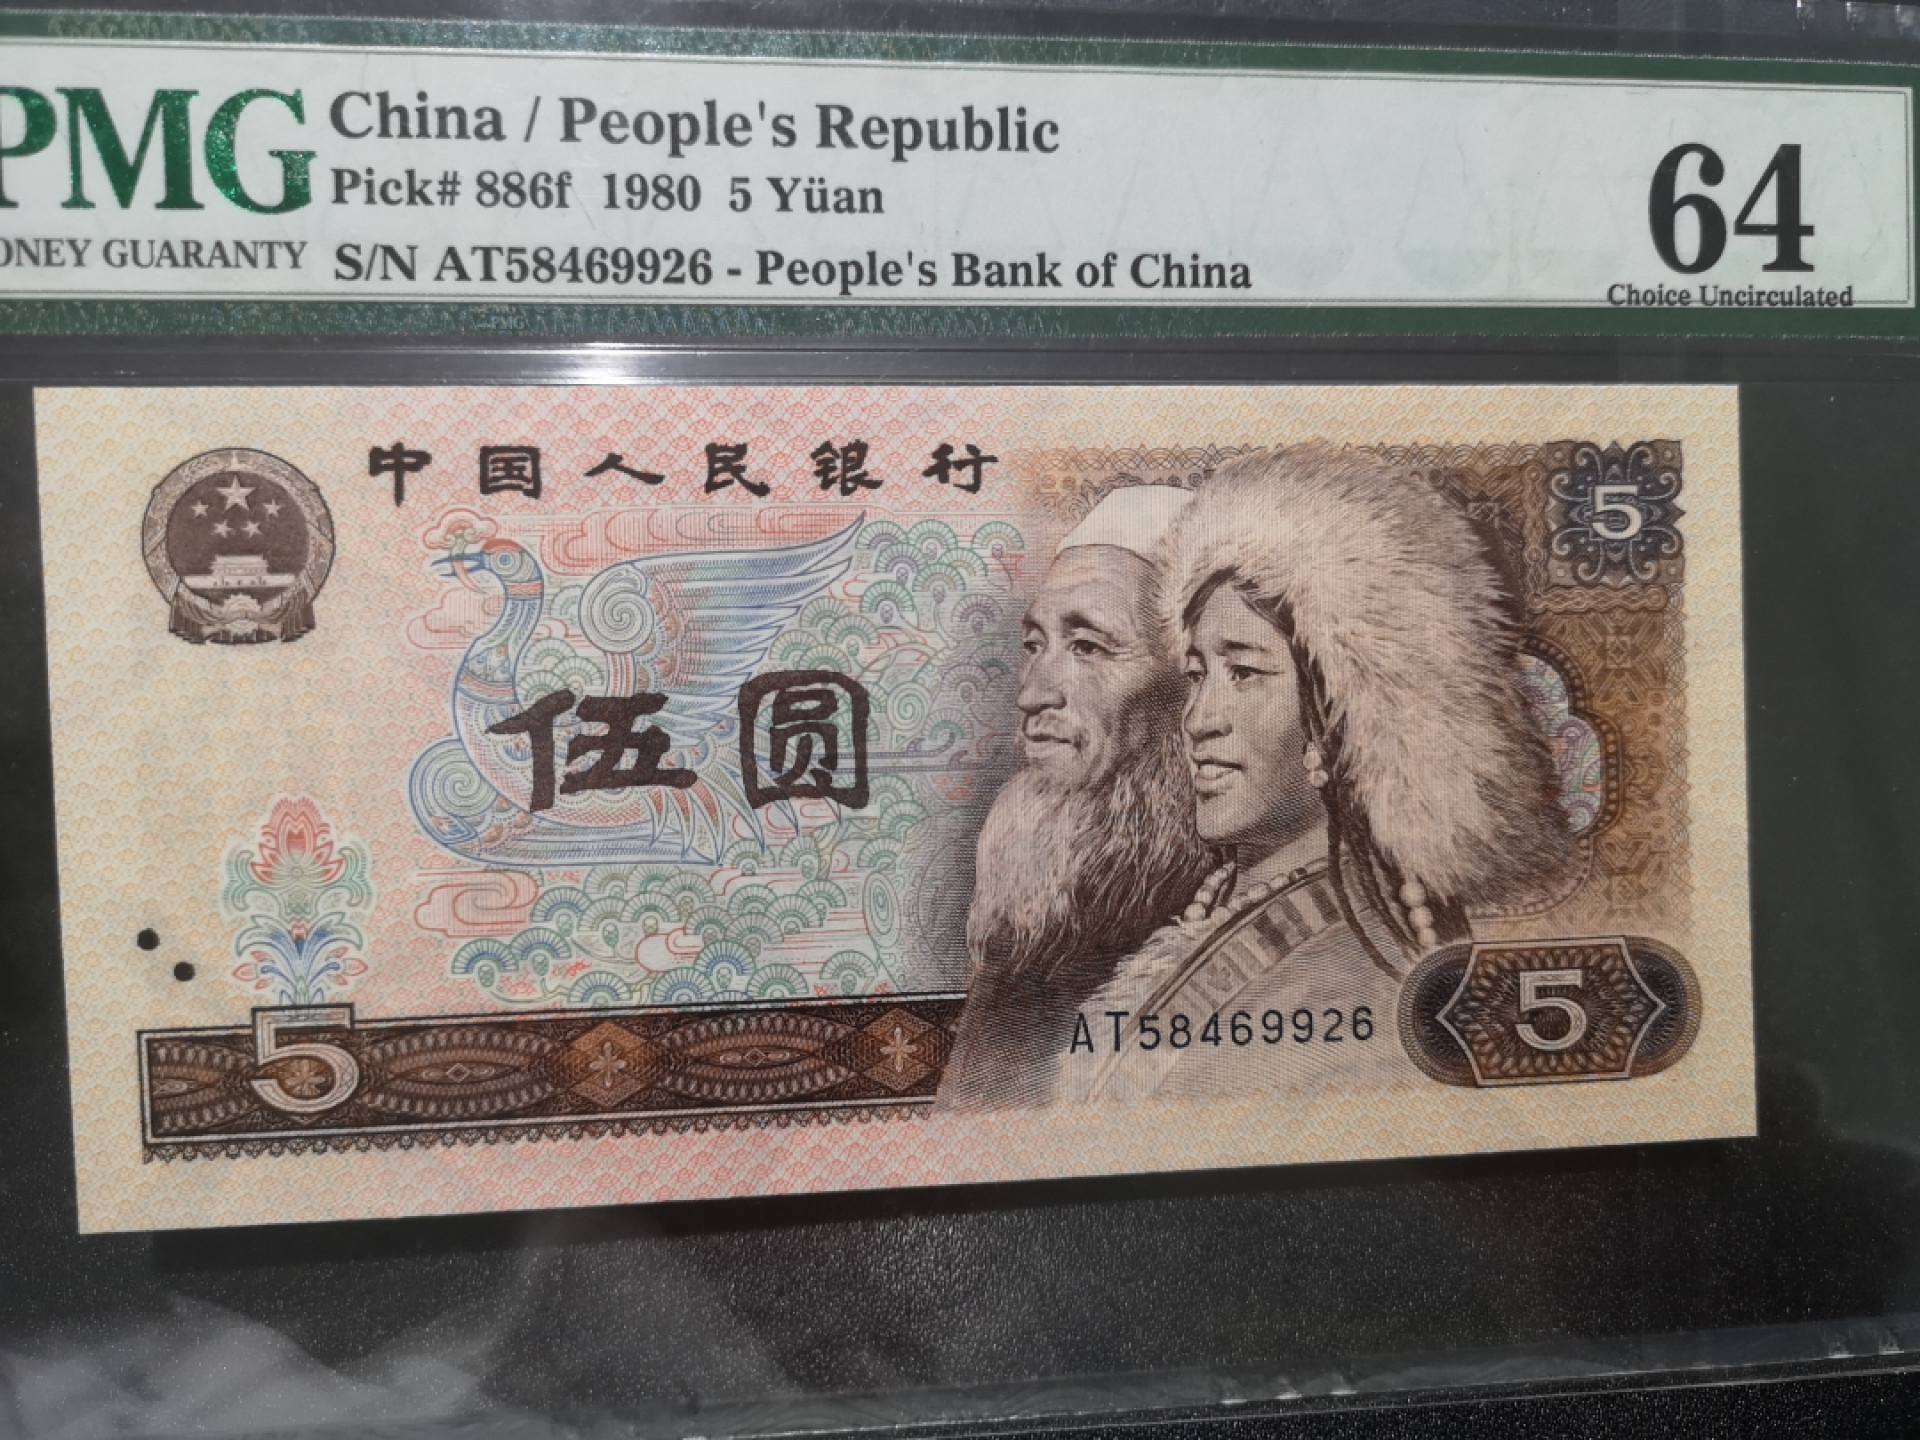 PMG
China / People's Republic
Pick# 886f 1980 5 Yüan
ONEY GUARANTY
S/N AT58469926 - People's Bank of China
64
Choice Uncirculated
PMG
中国人民银行
5
伍圆
5
AT58469926
5